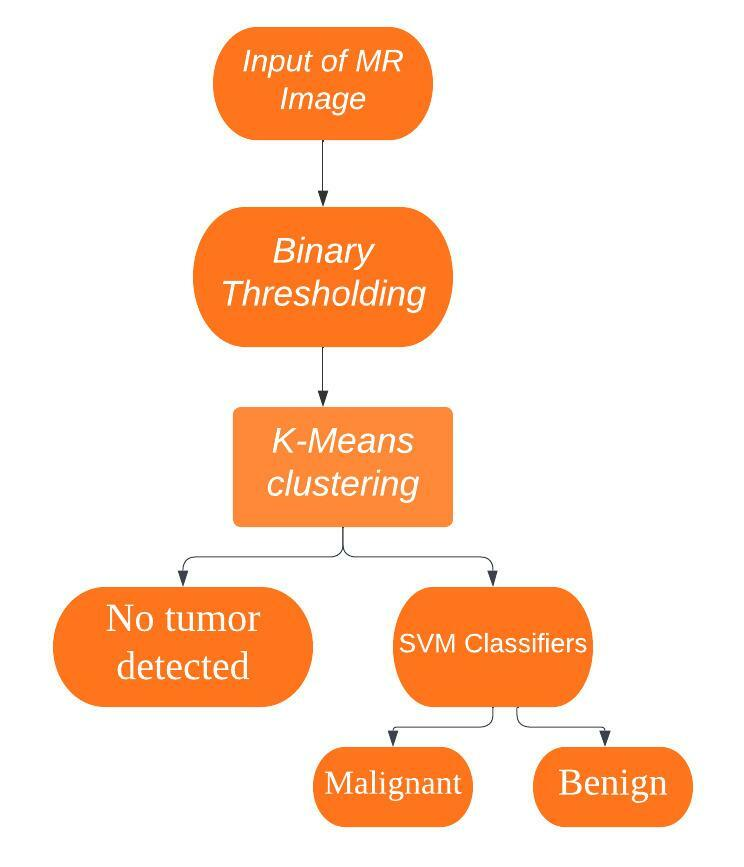 Input of MR
Image
Binary
Thresholding
K-Means
clustering
No tumor
detected
SVM Classifiers
Malignant
Benign